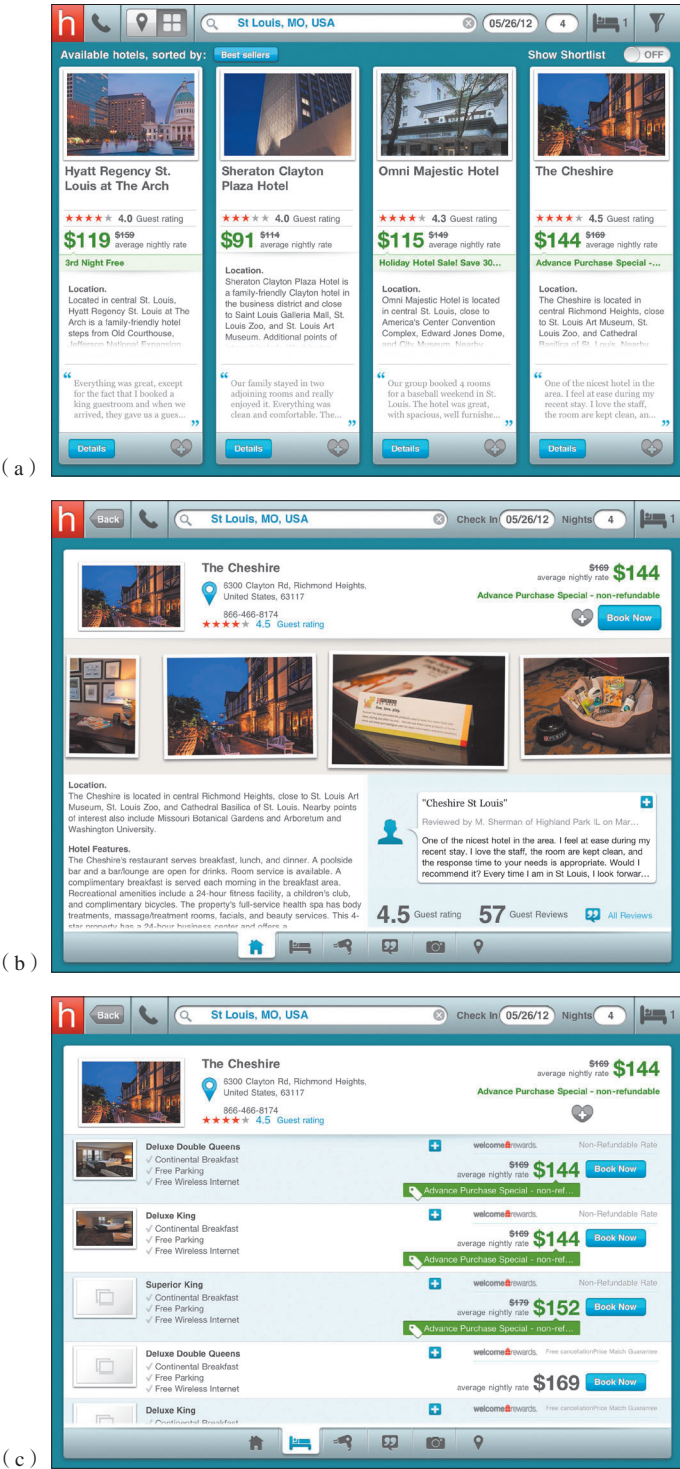 h
St Louis, MO, USA
05/26/12
4
1
Available hotels, sorted by:
Best sellers
Show Shortlist
OFF
Hyatt Regency St.
Louis at The Arch
4.0 Guest rating
$119 $159
average nightly rate
3rd Night Free
Location.
Located in central St. Louis,
Hyatt Regency St. Louis at The
Arch is a family-friendly hotel
steps from Old Courthouse,
Jefferson National Expansion
“ Everything was great, except
for the fact that I booked a
king guestroom and when we
arrived, they gave us a gues... ”
Details
Sheraton Clayton
Plaza Hotel
4.0 Guest rating
$91 $114
average nightly rate
Location.
Sheraton Clayton Plaza Hotel is
a family-friendly Clayton hotel in
the business district and close
to Saint Louis Galleria Mall, St.
Louis Zoo, and St. Louis Art
Museum. Additional points of
“ Our family stayed in two
adjoining rooms and really
enjoyed it. Everything was
clean and comfortable. The... ”
Details
Omni Majestic Hotel
4.3 Guest rating
$115 $149
average nightly rate
Holiday Hotel Sale! Save 30...
Location.
Omni Majestic Hotel is located
in central St. Louis, close to
America's Center Convention
Complex, Edward Jones Dome,
and City Museum. Nearby
“ Our group booked 4 rooms
for a baseball weekend in St.
Louis. The hotel was great,
with spacious, well furnishe... ”
Details
The Cheshire
4.5 Guest rating
$144 $169
average nightly rate
Advance Purchase Special -...
Location.
The Cheshire is located in
central Richmond Heights, close
to St. Louis Art Museum, St.
Louis Zoo, and Cathedral
Basilica of St. Louis. Nearby
“ One of the nicest hotel in the
area. I feel at ease during my
recent stay. I love the staff,
the room are kept clean, an... ”
Details
(a)
h
Back
St Louis, MO, USA
Check In 05/26/12
Nights 4
1
The Cheshire
6300 Clayton Rd, Richmond Heights,
United States, 63117
866-466-8174
4.5 Guest rating
$169
average nightly rate $144
Advance Purchase Special - non-refundable
Book Now
Location.
The Cheshire is located in central Richmond Heights, close to St. Louis Art
Museum, St. Louis Zoo, and Cathedral Basilica of St. Louis. Nearby points
of interest also include Missouri Botanical Gardens and Arboretum and
Washington University.
Hotel Features.
The Cheshire's restaurant serves breakfast, lunch, and dinner. A poolside
bar and a bar/lounge are open for drinks. Room service is available. A
complimentary breakfast is served each morning in the breakfast area.
Recreational amenities include a 24-hour fitness facility, a children's club,
and complimentary bicycles. The property's full-service health spa has body
treatments, massage/treatment rooms, facials, and beauty services. This 4-
star property has a 24-hour business center and offers a
"Cheshire St Louis"
Reviewed by M. Sherman of Highland Park IL on Mar...
One of the nicest hotel in the area. I feel at ease during my
recent stay. I love the staff, the room are kept clean, and
the response time to your needs is appropriate. Would I
recommend it? Every time I am in St Louis, I look forwar...
4.5 Guest rating
57 Guest Reviews
All Reviews
(b)
h
Back
St Louis, MO, USA
Check In 05/26/12
Nights 4
1
The Cheshire
6300 Clayton Rd, Richmond Heights,
United States, 63117
866-466-8174
4.5 Guest rating
$169
average nightly rate $144
Advance Purchase Special - non-refundable
Deluxe Double Queens
√ Continental Breakfast
√ Free Parking
√ Free Wireless Internet
welcomerewards.
Non-Refundable Rate
$169
average nightly rate $144
Book Now
Advance Purchase Special - non-ref...
Deluxe King
√ Continental Breakfast
√ Free Parking
√ Free Wireless Internet
welcomerewards.
Non-Refundable Rate
$169
average nightly rate $144
Book Now
Advance Purchase Special - non-ref...
Superior King
√ Continental Breakfast
√ Free Parking
√ Free Wireless Internet
welcomerewards.
Non-Refundable Rate
$179
average nightly rate $152
Book Now
Advance Purchase Special - non-ref...
Deluxe Double Queens
√ Continental Breakfast
√ Free Parking
√ Free Wireless Internet
welcomerewards.
Free cancellationPrice Match Guarantee
average nightly rate $169
Book Now
Deluxe King
√ Continental Breakfast
welcomerewards.
Free cancellationPrice Match Guarantee
(c)